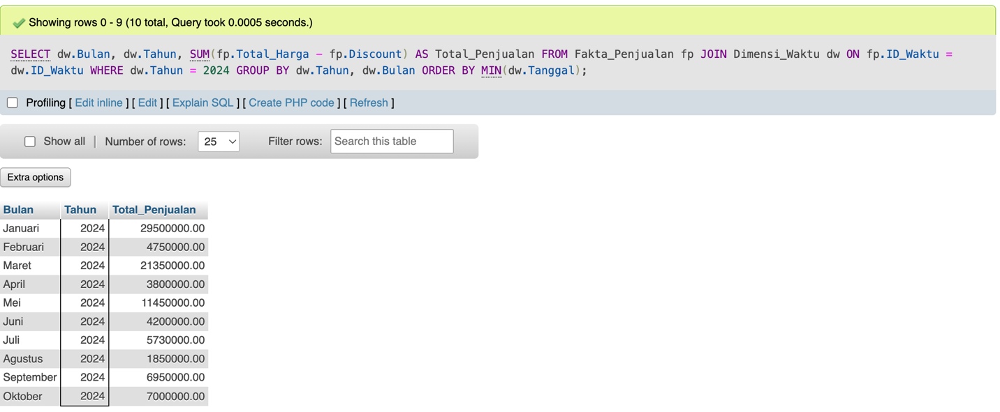 Showing rows 0 - 9 (10 total, Query took 0.0005 seconds.)
SELECT dw.Bulan, dw.Tahun, SUM(fp.Total_Harga - fp.Discount) AS Total_Penjualan FROM Fakta_Penjualan fp JOIN Dimensi_Waktu dw ON fp.ID_Waktu =
dw.ID_Waktu WHERE dw.Tahun = 2024 GROUP BY dw.Tahun, dw.Bulan ORDER BY MIN(dw.Tanggal);
Profiling [ Edit inline ] [ Edit ] [ Explain SQL ] [ Create PHP code ] [ Refresh ]
Show all | Number of rows: 25 Filter rows: Search this table
Extra options
Bulan Tahun Total_Penjualan
Januari 2024 29500000.00
Februari 2024 4750000.00
Maret 2024 21350000.00
April 2024 3800000.00
Mei 2024 11450000.00
Juni 2024 4200000.00
Juli 2024 5730000.00
Agustus 2024 1850000.00
September 2024 6950000.00
Oktober 2024 7000000.00